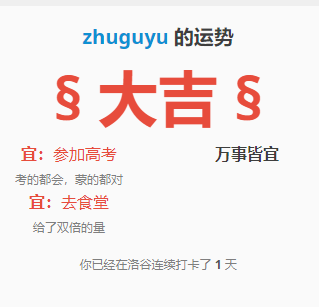 zhuguyu 的运势
§ 大吉 §
宜：参加高考
万事皆宜
考的都会，蒙的都对
宜：去食堂
给了双倍的量
你已经在洛谷连续打卡了 1 天